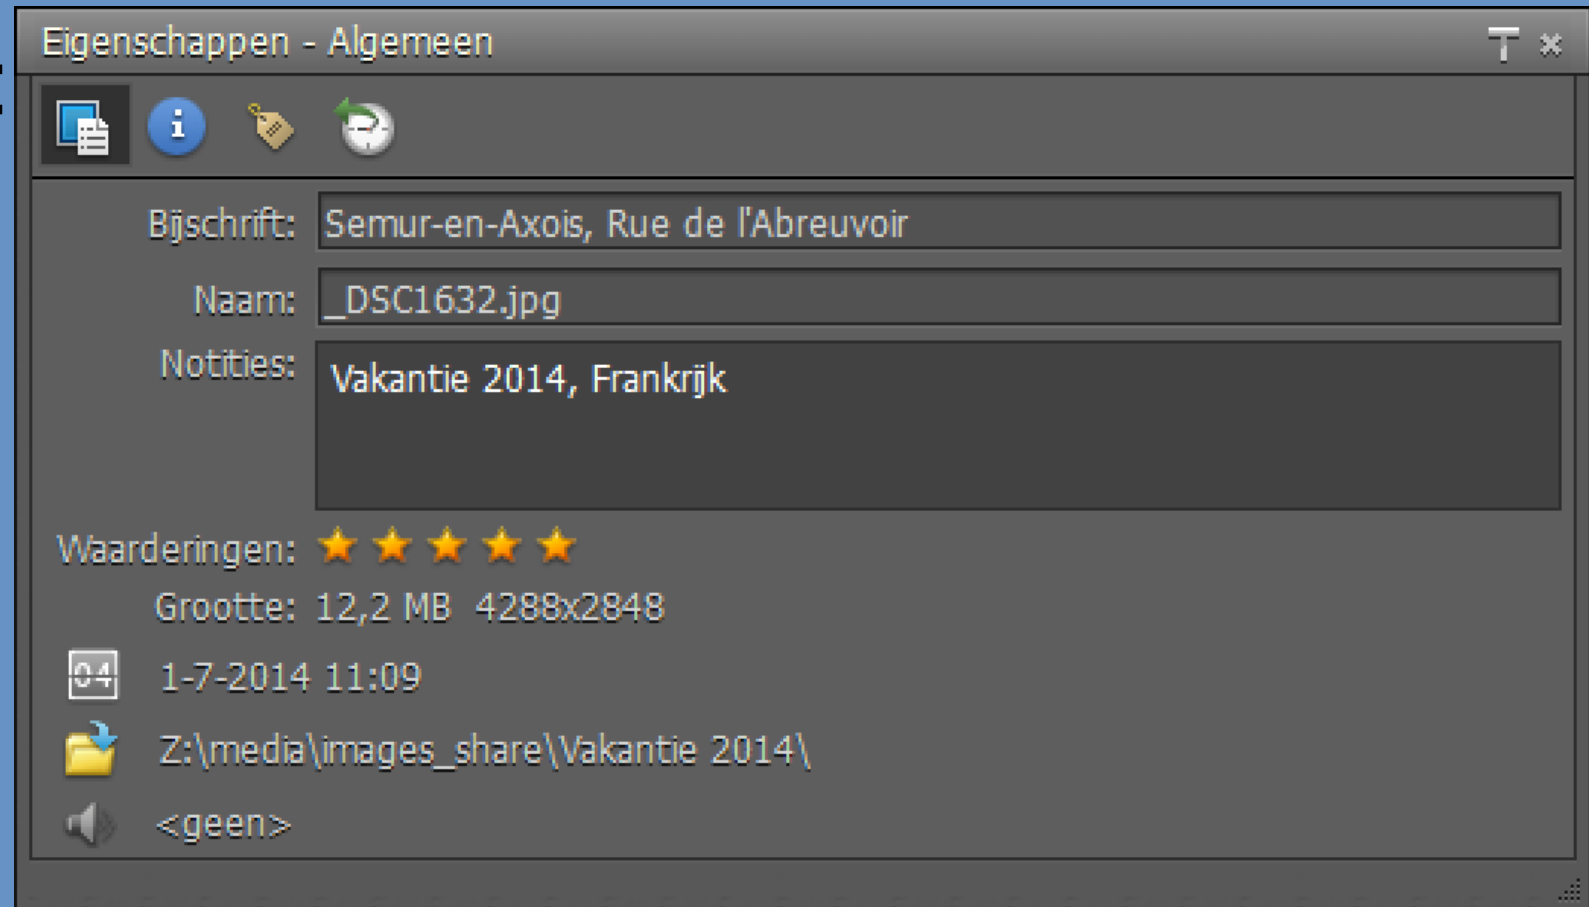 Eigenschappen - Algemeen
Bijschrift: Semur-en-Axois, Rue de l'Abreuvoir
Naam: _DSC1632.jpg
Notities: Vakantie 2014, Frankrijk
Waarderingen:
Grootte: 12,2 MB 4288x2848
04 1-7-2014 11:09
Z:\media\images_share\Vakantie 2014\
<geen>